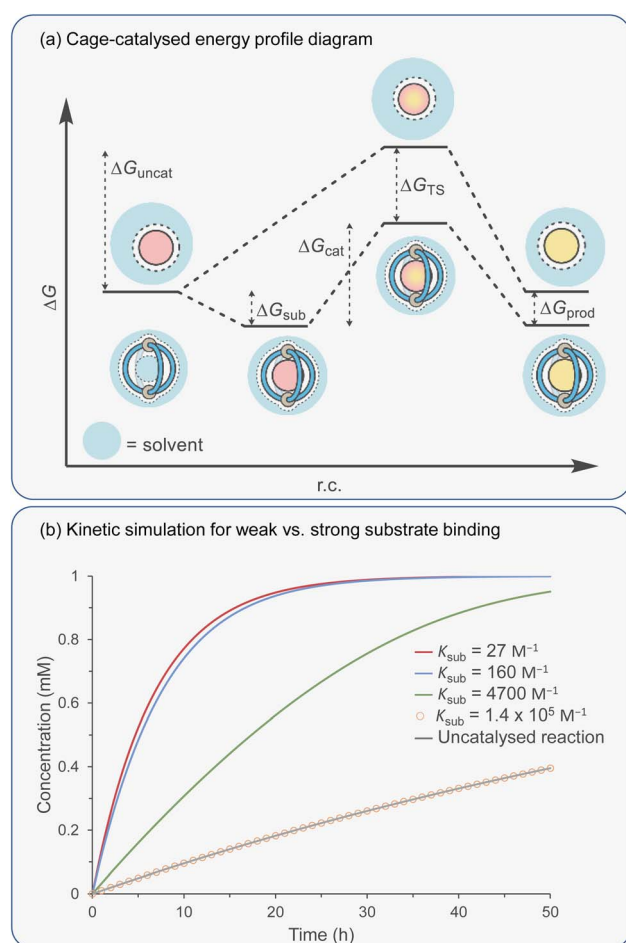 (a) Cage-catalysed energy profile diagram
ΔG
ΔGuncat
ΔGTS
ΔGcat
ΔGsub
ΔGprod
= solvent
r.c.
(b) Kinetic simulation for weak vs. strong substrate binding
Concentration (mM)
1
0.8
0.6
0.4
0.2
0
Ksub = 27 M⁻¹
Ksub = 160 M⁻¹
Ksub = 4700 M⁻¹
Ksub = 1.4 x 10⁵ M⁻¹
Uncatalysed reaction
0 10 20 30 40 50
Time (h)